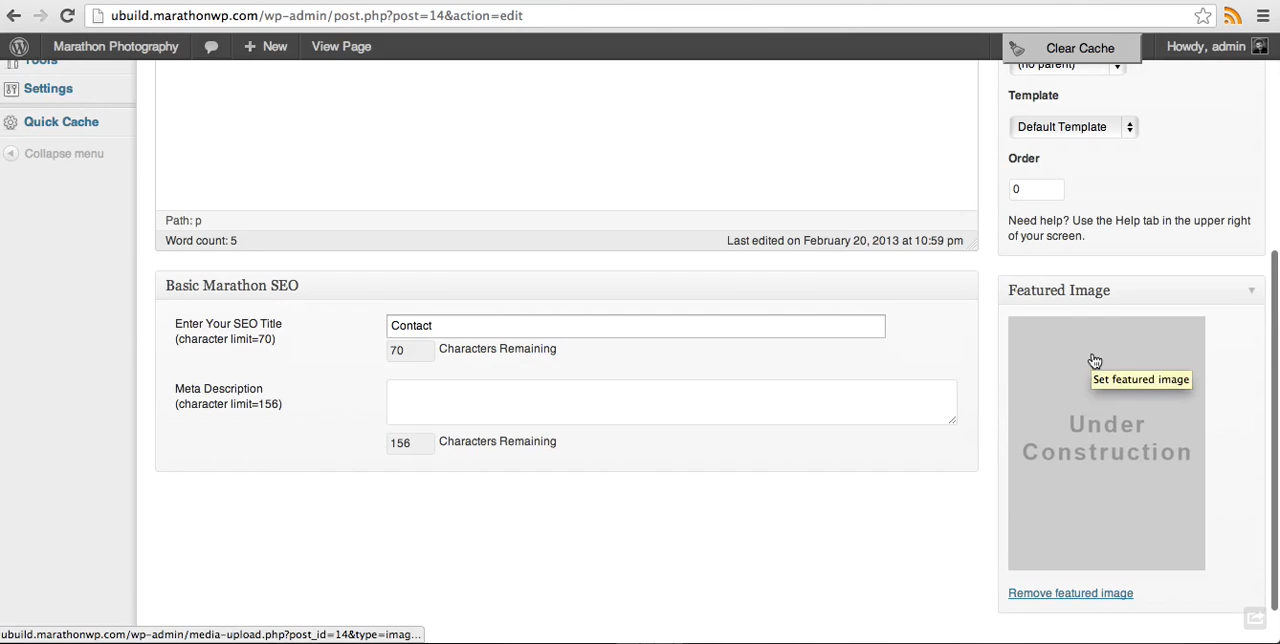 ubuild.marathonwp.com/wp-admin/post.php?post=14&action=edit
Marathon Photography
+ New
View Page
Clear Cache
Howdy, admin
Tools
Settings
Quick Cache
Collapse menu
Path: p
Word count: 5
Last edited on February 20, 2013 at 10:59 pm
Basic Marathon SEO
Enter Your SEO Title
(character limit=70)
Contact
70 Characters Remaining
Meta Description
(character limit=156)
156 Characters Remaining
(no parent)
Template
Default Template
Order
0
Need help? Use the Help tab in the upper right
of your screen.
Featured Image
Set featured image
Under
Construction
Remove featured image
ubuild.marathonwp.com/wp-admin/media-upload.php?post_id=14&type=imag...